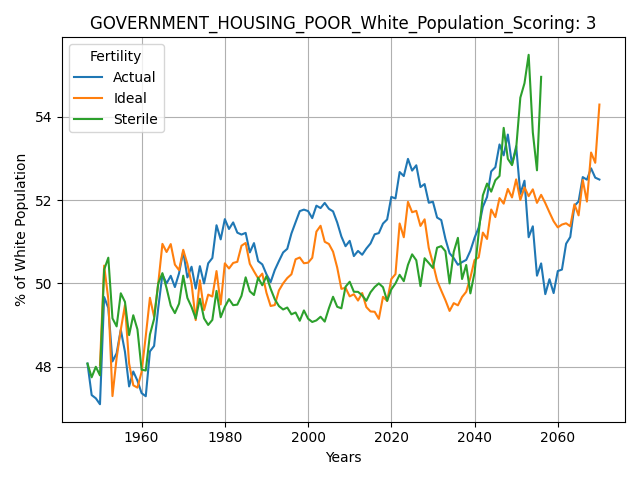 GOVERNMENT_HOUSING_POOR_White_Population_Scoring: 3
Fertility
Actual
Ideal
Sterile
% of White Population
54
52
50
48
1960
1980
2000
2020
2040
2060
Years